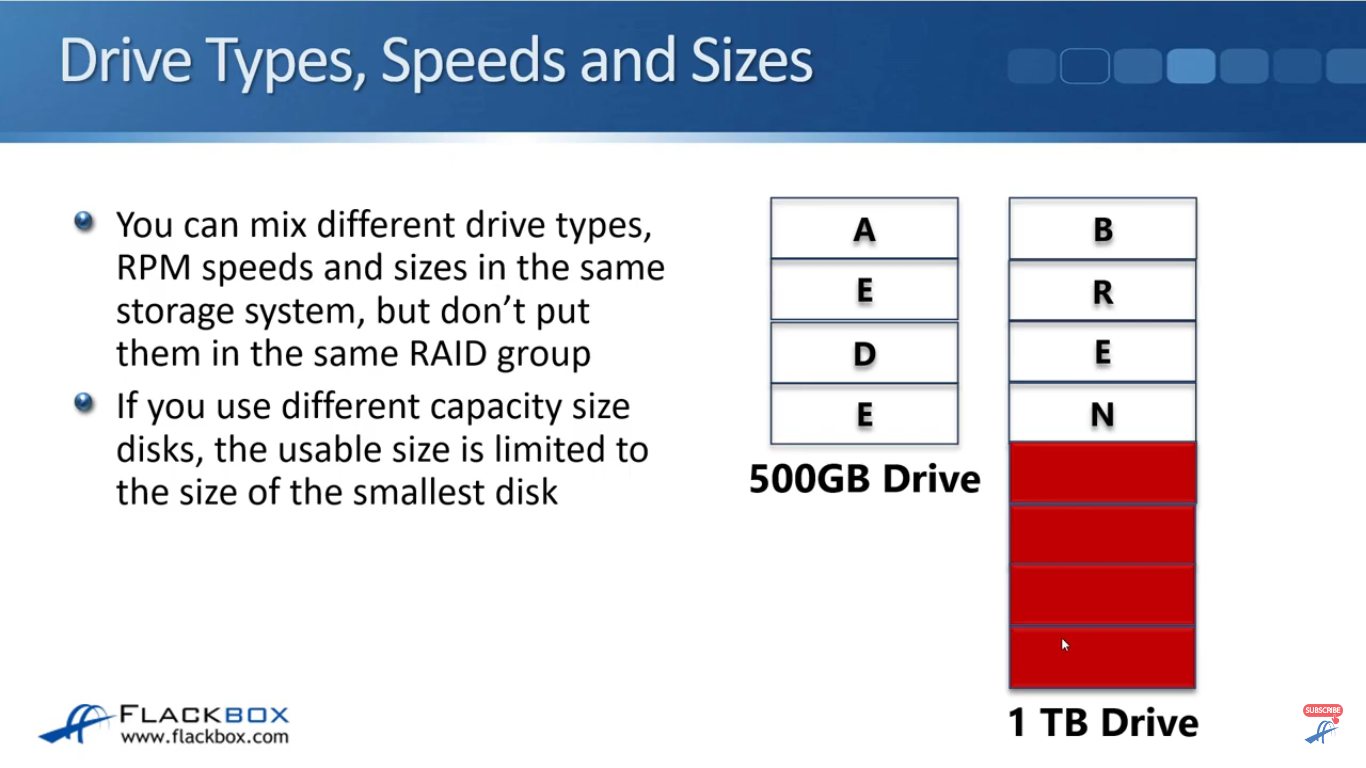 Drive Types, Speeds and Sizes
You can mix different drive types,
RPM speeds and sizes in the same
storage system, but don't put
them in the same RAID group
If you use different capacity size
disks, the usable size is limited to
the size of the smallest disk
A
E
D
E
500GB Drive
B
R
E
N
1 TB Drive
FLACKBOX
www.flackbox.com
SUBSCRIBE